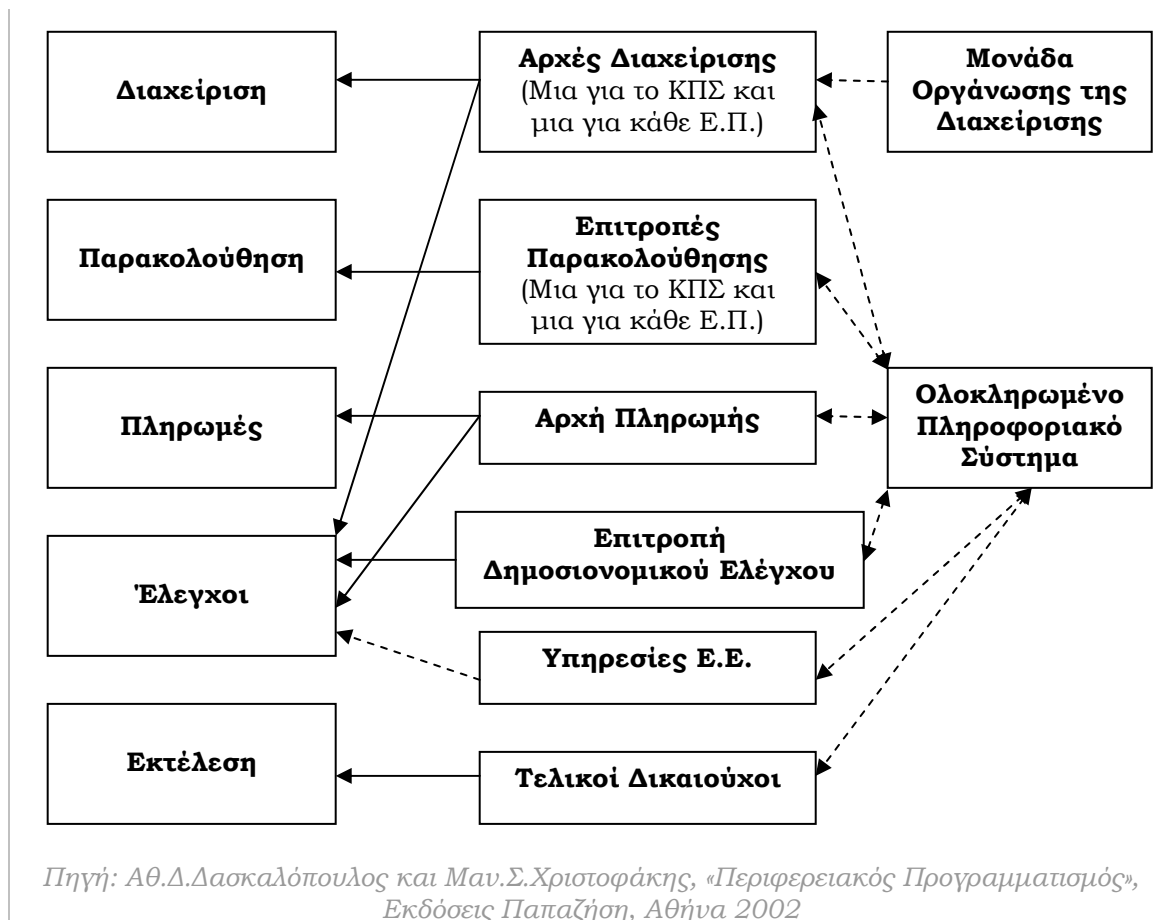 Διαχείριση
Αρχές Διαχείρισης
(Μια για το ΚΠΣ και
μια για κάθε Ε.Π.)
Μονάδα
Οργάνωσης της
Διαχείρισης
Παρακολούθηση
Επιτροπές
Παρακολούθησης
(Μια για το ΚΠΣ και
μια για κάθε Ε.Π.)
Πληρωμές
Αρχή Πληρωμής
Ολοκληρωμένο
Πληροφοριακό
Σύστημα
Έλεγχοι
Επιτροπή
Δημοσιονομικού Ελέγχου
Υπηρεσίες Ε.Ε.
Εκτέλεση
Τελικοί Δικαιούχοι
Πηγή: Αθ.Δ.Δασκαλόπουλος και Μαν.Σ.Χριστοφάκης, «Περιφερειακός Προγραμματισμός»,
Εκδόσεις Παπαζήση, Αθήνα 2002